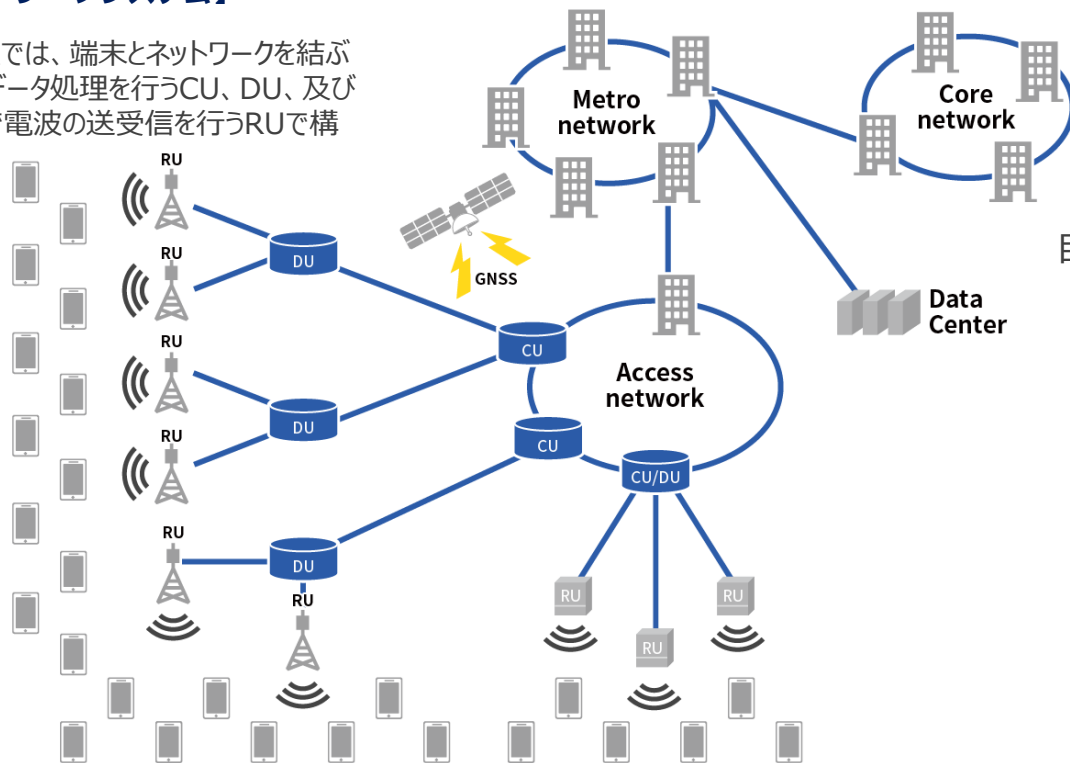 では、端末とネットワークを結ぶ
データ処理を行うCU、DU、及び
電波の送受信を行うRUで構
Metro
network
Core
network
RU
RU
DU
GNSS
Data
Center
RU
CU
Access
network
DU
CU
RU
CU/DU
RU
DU
RU
RU
RU
RU